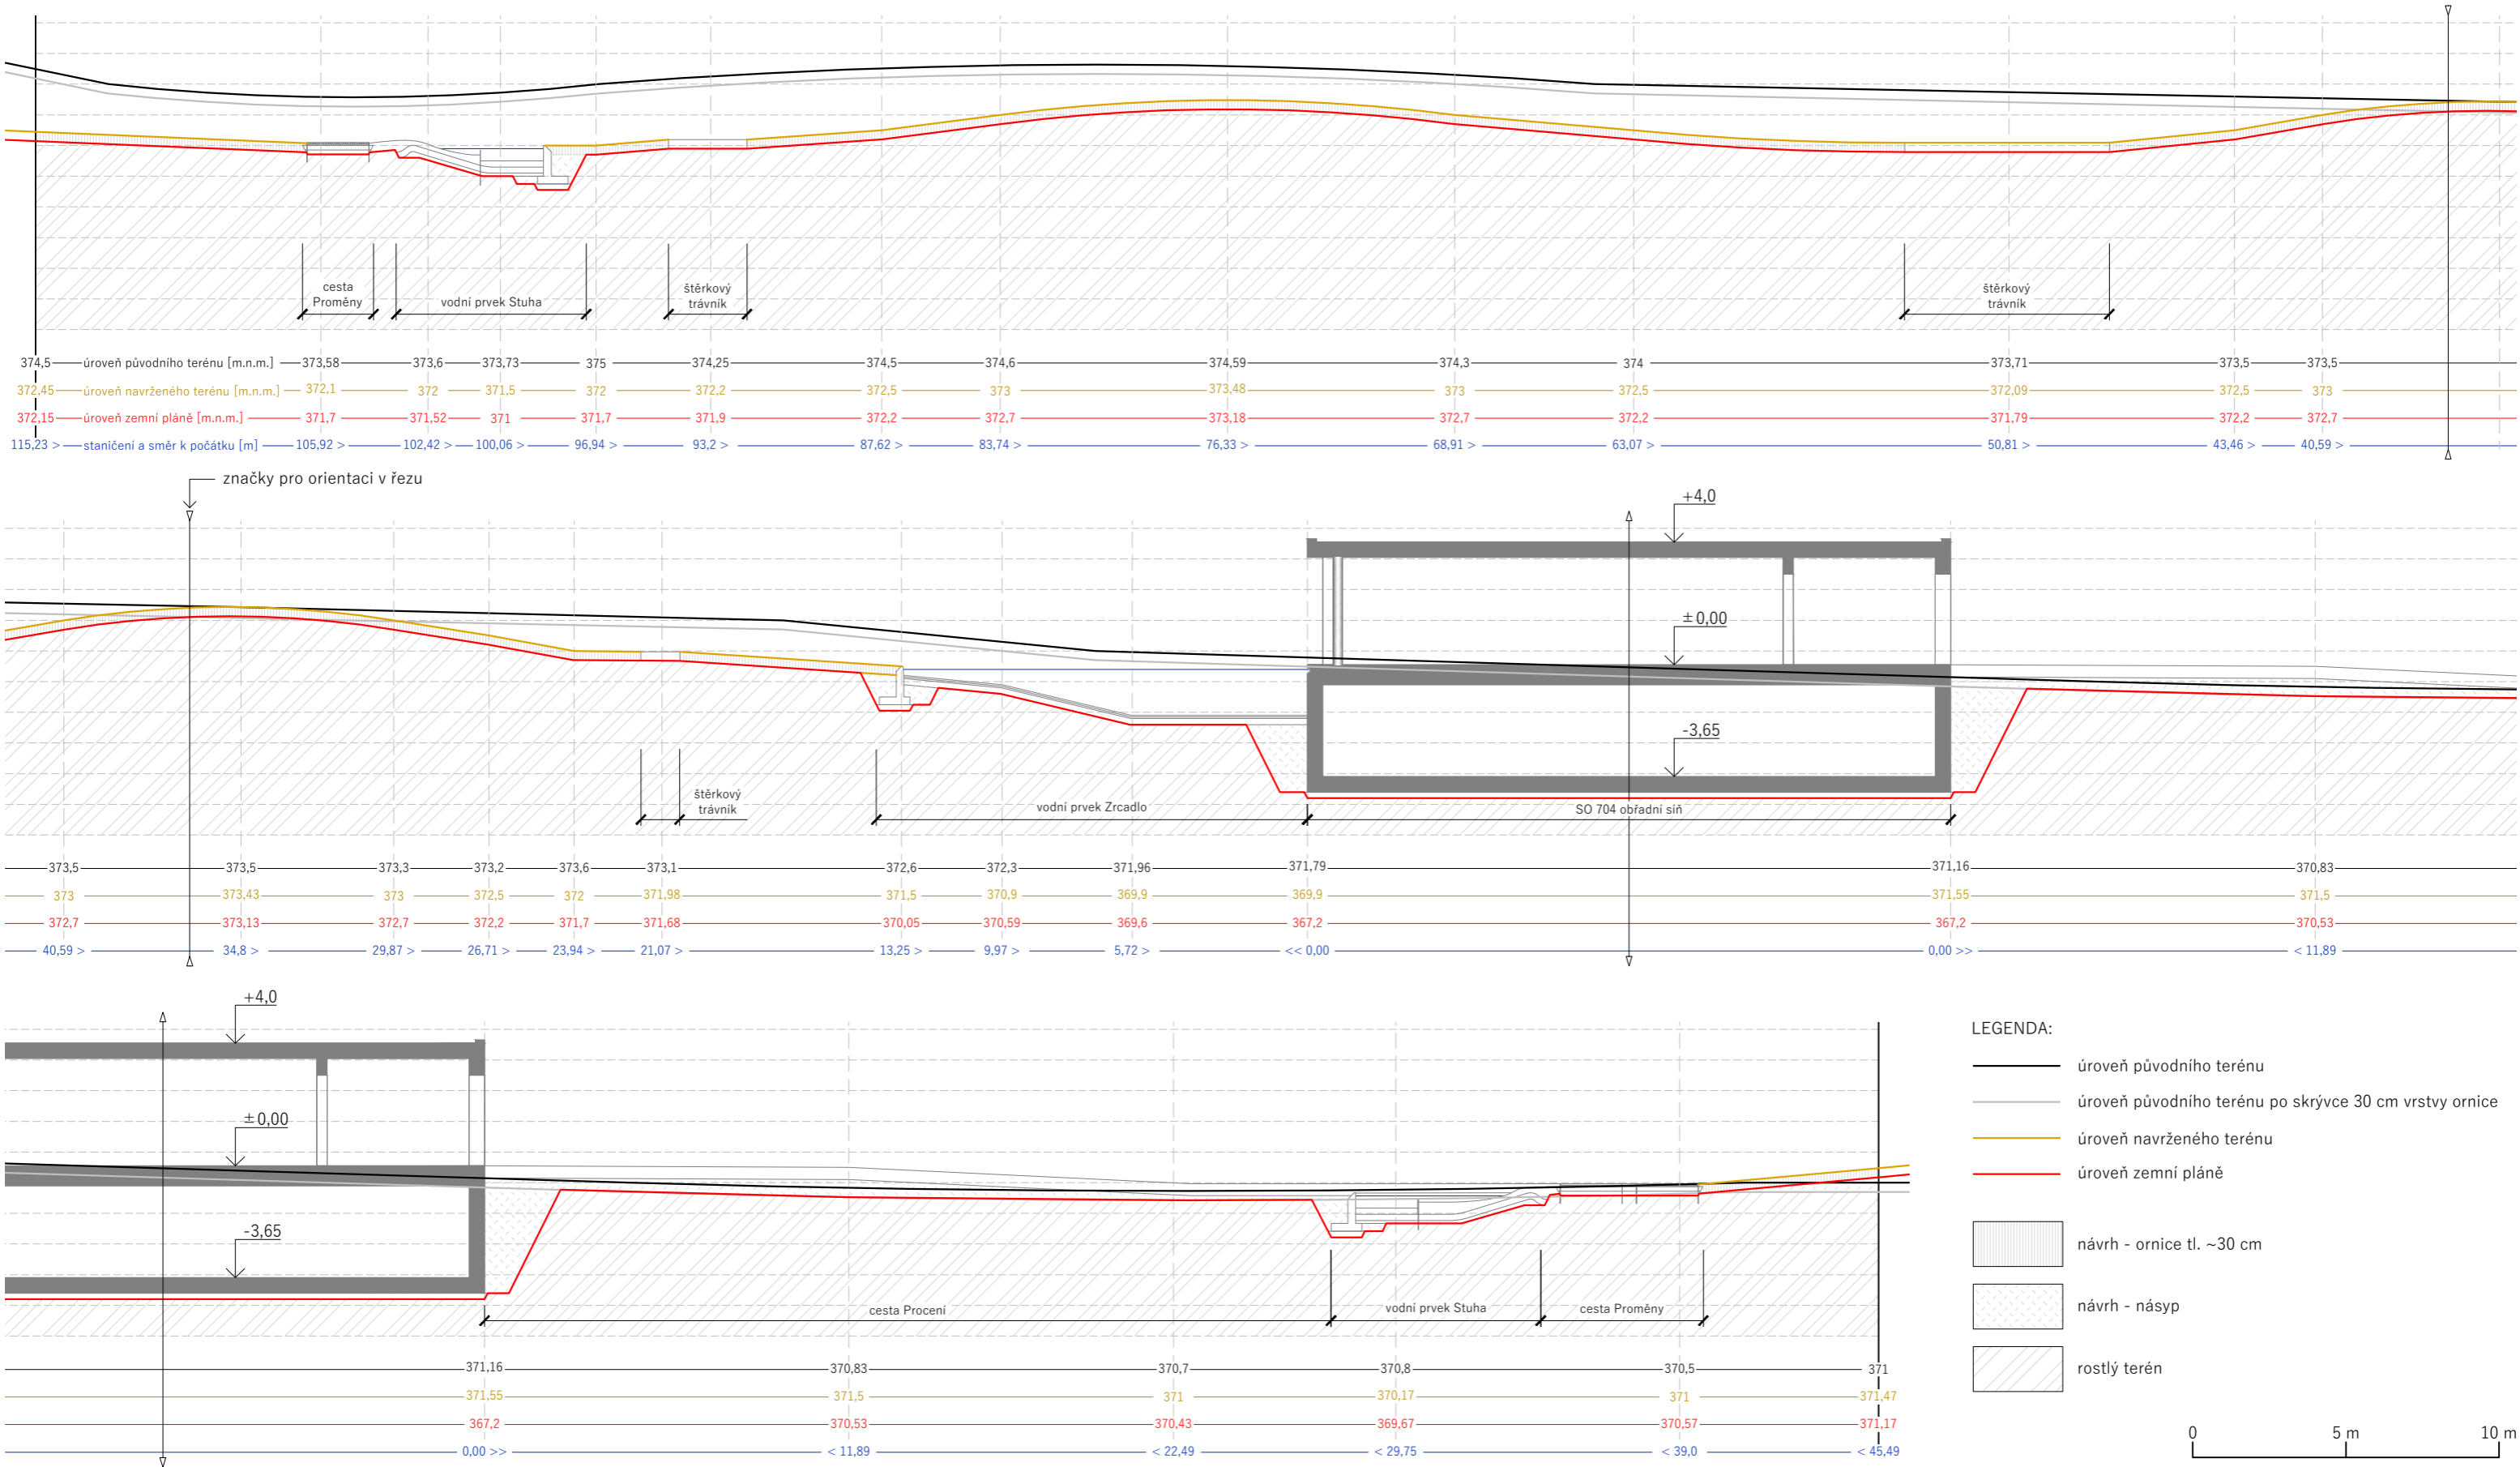 cesta
Proměny
vodní prvek Stuha
štěrkový
trávník
štěrkový
trávník
374,5 úroveň původního terénu [m.n.m.] 373,58 373,6 373,73 375 374,25 374,5 374,6 374,59 374,3 374 373,71 373,5 373,5
372,45 úroveň navrženého terénu [m.n.m.] 372,1 372 371,5 372 372,2 372,5 373 373,48 373 372,5 372,09 372,5 373
372,15 úroveň zemní pláně [m.n.m.] 371,7 371,52 371 371,7 371,9 372,2 372,7 373,18 372,7 372,2 371,79 372,2 372,7
115,23 > staničení a směr k počátku [m] 105,92 > 102,42 > 100,06 > 96,94 > 93,2 > 87,62 > 83,74 > 76,33 > 68,91 > 63,07 > 50,81 > 43,46 > 40,59 >
značky pro orientaci v řezu
+4,0
±0,00
-3,65
štěrkový
trávník
vodní prvek Zrcadlo
SO 704 obřadní síň
373,5 373,5 373,3 373,2 373,6 373,1 372,6 372,3 371,96 371,79 371,16 370,83
373 373,43 373 372,5 372 371,98 371,5 370,9 369,9 369,9 371,55 371,5
372,7 373,13 372,7 372,2 371,7 371,68 370,05 370,59 369,6 367,2 367,2 370,53
40,59 > 34,8 > 29,87 > 26,71 > 23,94 > 21,07 > 13,25 > 9,97 > 5,72 > << 0,00 0,00 >> < 11,89
+4,0
±0,00
-3,65
cesta Procení
vodní prvek Stuha
cesta Proměny
371,16 370,83 370,7 370,8 370,5 371
371,55 371,5 371 370,17 371 371,47
367,2 370,53 370,43 369,67 370,57 371,17
0,00 >> < 11,89 < 22,49 < 29,75 < 39,0 < 45,49
LEGENDA:
úroveň původního terénu
úroveň původního terénu po skrývce 30 cm vrstvy ornice
úroveň navrženého terénu
úroveň zemní pláně
návrh - ornice tl. ~30 cm
návrh - násyp
rostlý terén
0 5 m 10 m